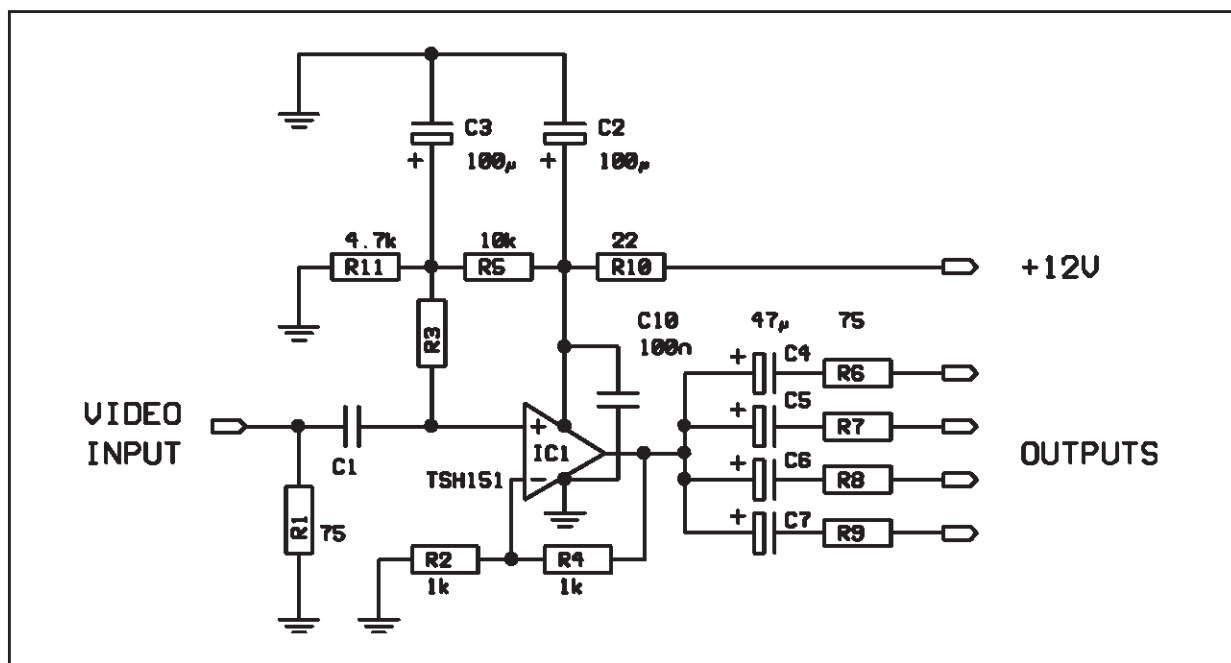 C3
100µ
C2
100µ
4.7k
R11
10k
R5
22
R10
+12V
R3
C10
100n
47µ
75
C4
R6
VIDEO
INPUT
C1
+
IC1
-
TSH151
C5
R7
OUTPUTS
C6
R8
C7
R9
R1
75
R2
1k
R4
1k
+
+
+
+
+
+